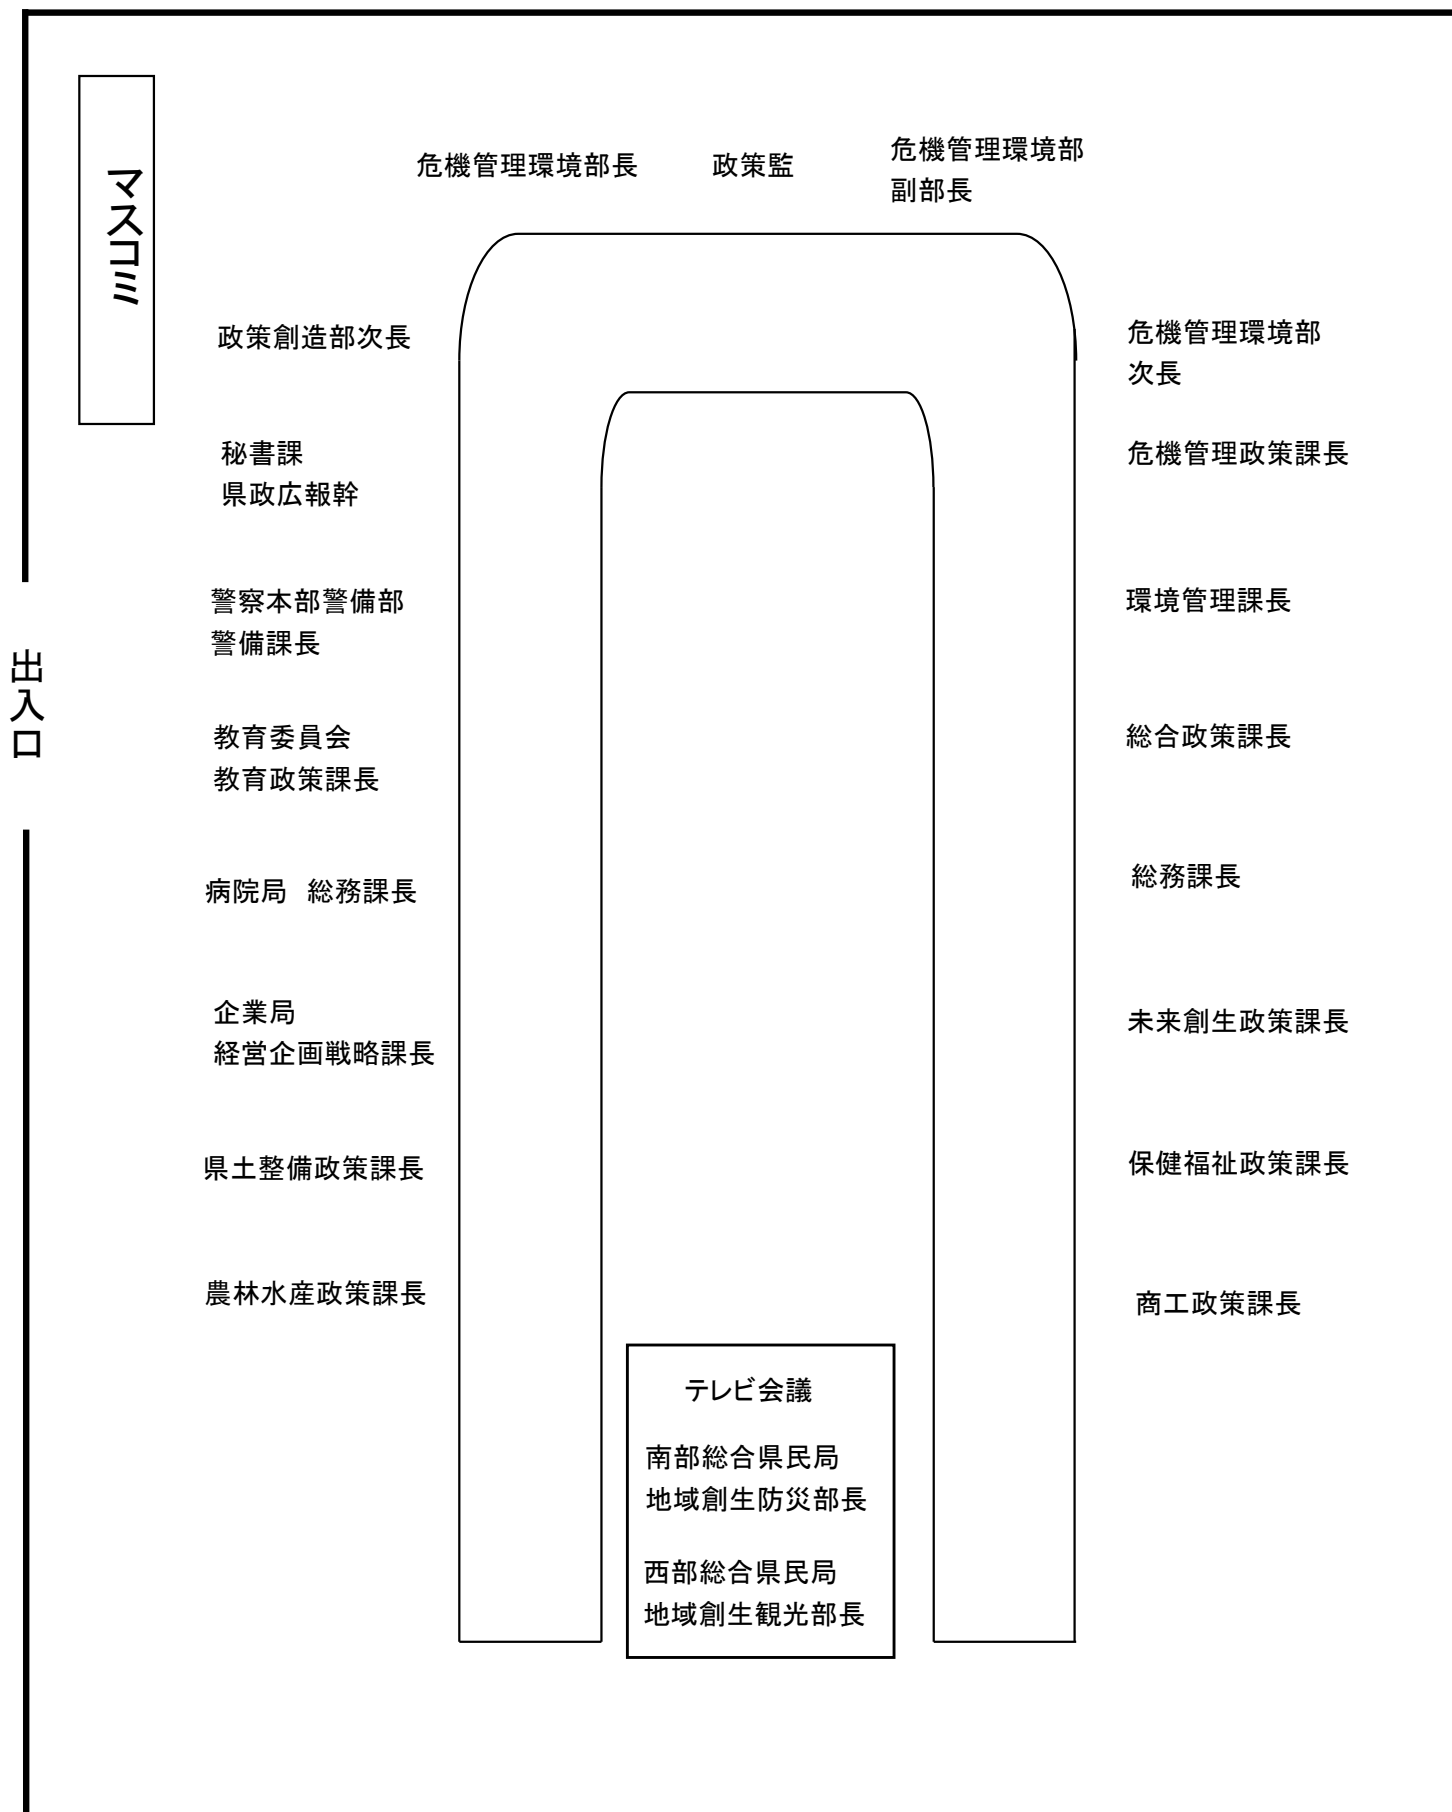 マスコミ
危機管理環境部長
政策監
危機管理環境部
副部長
政策創造部次長
危機管理環境部
次長
秘書課
県政広報幹
危機管理政策課長
警察本部警備部
警備課長
環境管理課長
出入口
教育委員会
教育政策課長
総合政策課長
病院局 総務課長
総務課長
企業局
経営企画戦略課長
未来創生政策課長
県土整備政策課長
保健福祉政策課長
農林水産政策課長
商工政策課長
テレビ会議
南部総合県民局
地域創生防災部長
西部総合県民局
地域創生観光部長